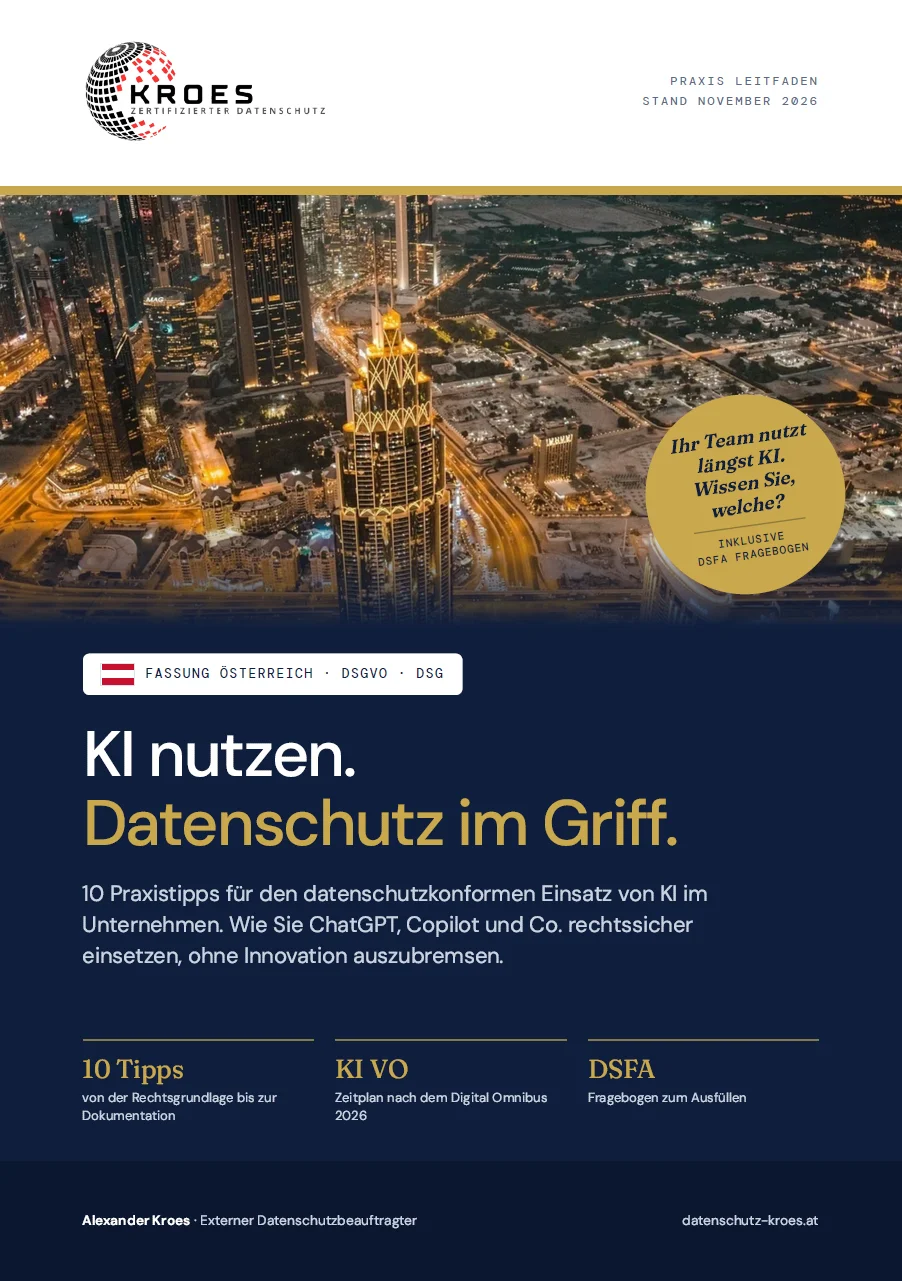 KROES
ZERTIFIZIERTER DATENSCHUTZ
PRAXIS LEITFADEN
STAND NOVEMBER 2026
MAG
Ihr Team nutzt
längst KI.
Wissen Sie,
welche?
INKLUSIVE
DSFA FRAGEBOGEN
FASSUNG ÖSTERREICH · DSGVO · DSG
KI nutzen.
Datenschutz im Griff.
10 Praxistipps für den datenschutzkonformen Einsatz von KI im
Unternehmen. Wie Sie ChatGPT, Copilot und Co. rechtssicher
einsetzen, ohne Innovation auszubremsen.
10 Tipps
von der Rechtsgrundlage bis zur
Dokumentation
KI VO
Zeitplan nach dem Digital Omnibus
2026
DSFA
Fragebogen zum Ausfüllen
Alexander Kroes · Externer Datenschutzbeauftragter
datenschutz-kroes.at